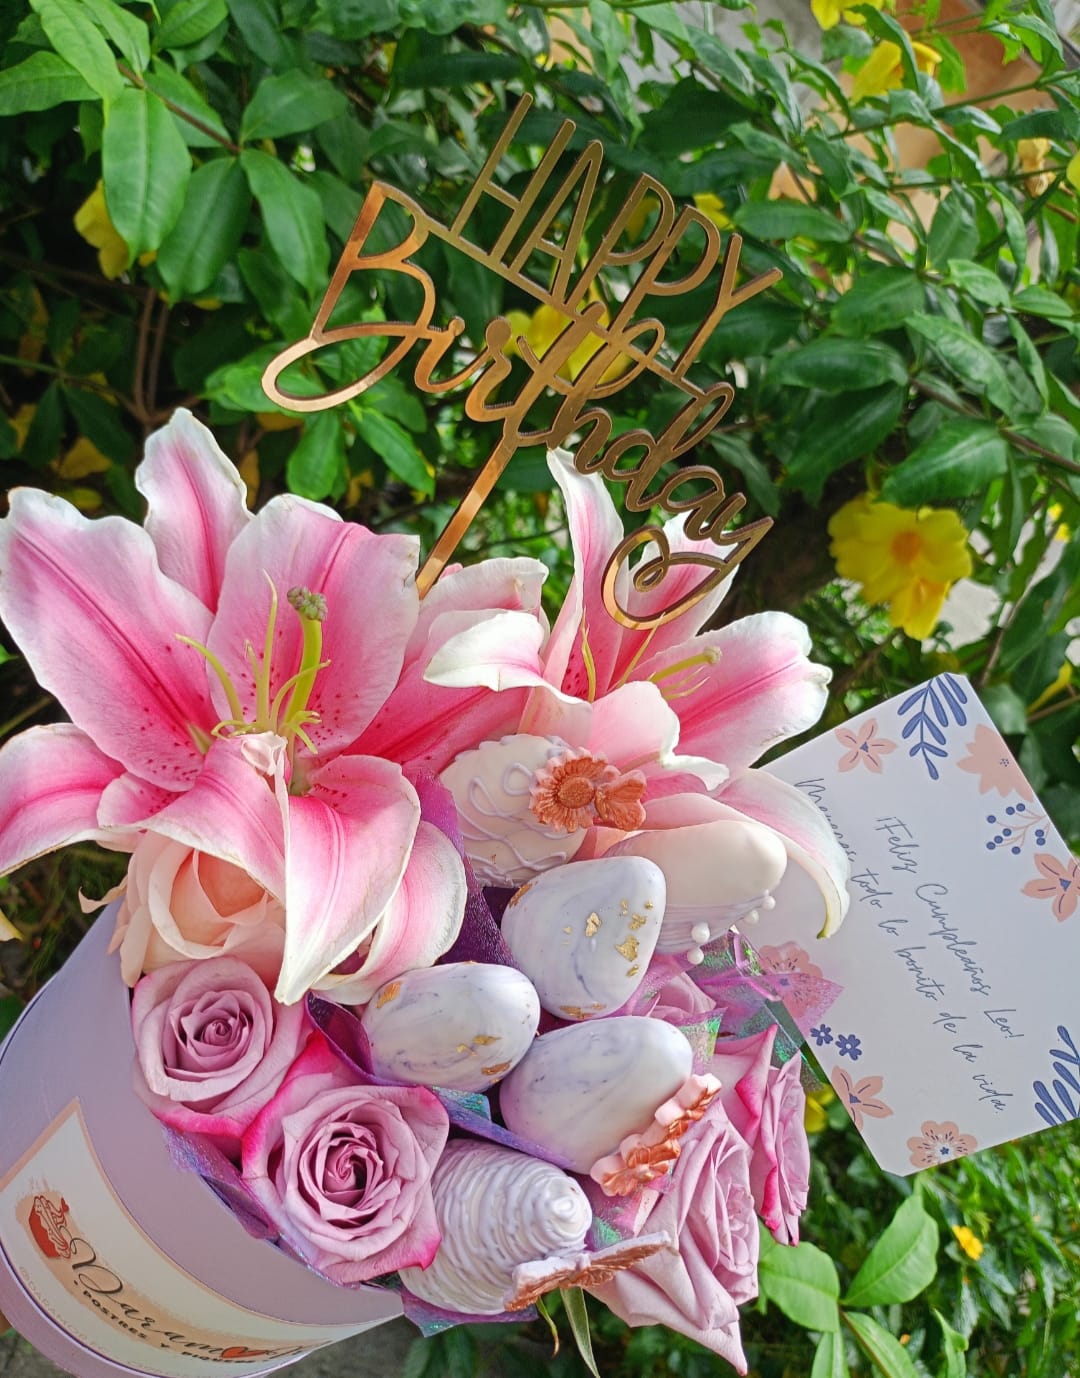 HAPPY
Birthday
¡Feliz Cumpleaños Leo!
Mereces todo lo bonito de la vida.
POSTRES Y